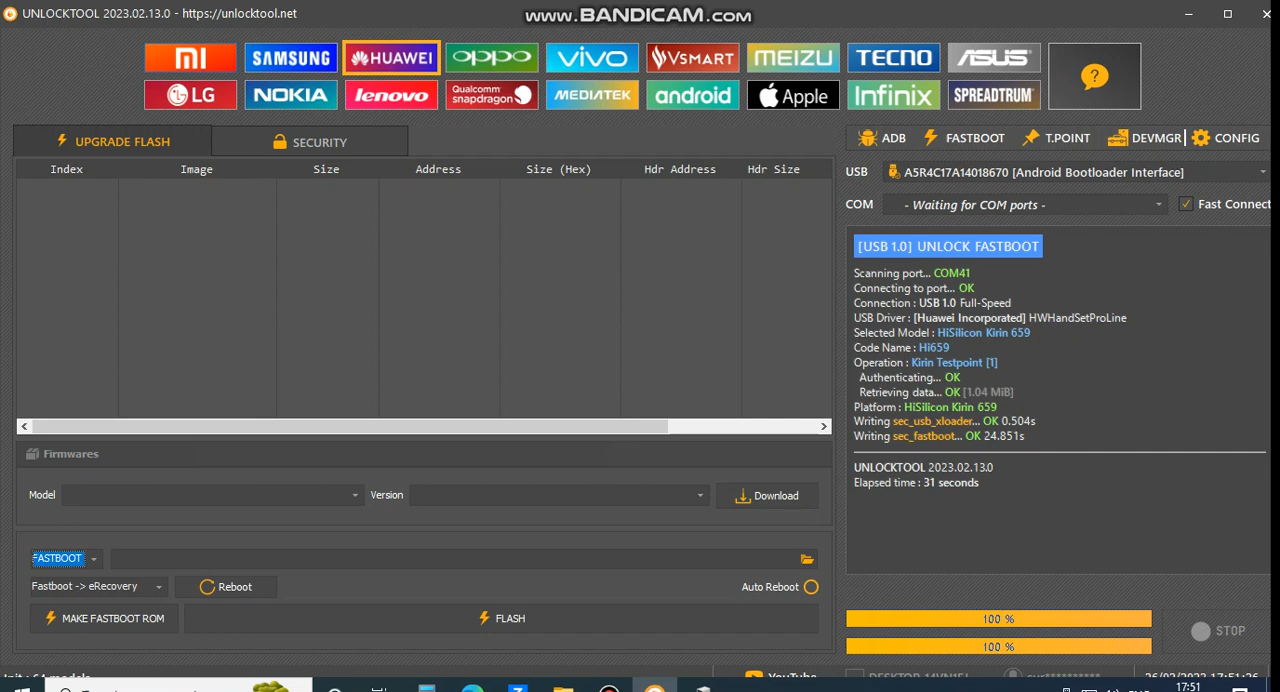 UNLOCKTOOL 2023.02.13.0 - https://unlocktool.net
www.BANDICAM.com
mi SAMSUNG HUAWEI oppo vivo VSMART MEIZU TECNO ASUS
LG NOKIA lenovo Qualcomm snapdragon MEDIATEK android Apple Infinix SPREADTRUM
?
UPGRADE FLASH SECURITY
ADB FASTBOOT T.POINT DEVMGR CONFIG
Index Image Size Address Size (Hex) Hdr Address Hdr Size
USB A5R4C17A14018670 [Android Bootloader Interface]
COM - Waiting for COM ports - Fast Connect
[USB 1.0] UNLOCK FASTBOOT
Scanning port... COM41
Connecting to port... OK
Connection : USB 1.0 Full-Speed
USB Driver : [Huawei Incorporated] HWHandSetProLine
Selected Model : HiSilicon Kirin 659
Code Name : Hi659
Operation : Kirin Testpoint [1]
Authenticating... OK
Retrieving data... OK [1.04 MiB]
Platform : HiSilicon Kirin 659
Writing sec_usb_xloader... OK 0.504s
Writing sec_fastboot... OK 24.851s
UNLOCKTOOL 2023.02.13.0
Elapsed time : 31 seconds
Firmwares
Model Version Download
FASTBOOT
Fastboot -> eRecovery Reboot Auto Reboot
MAKE FASTBOOT ROM FLASH
100 %
100 %
STOP
YouTube
17:51